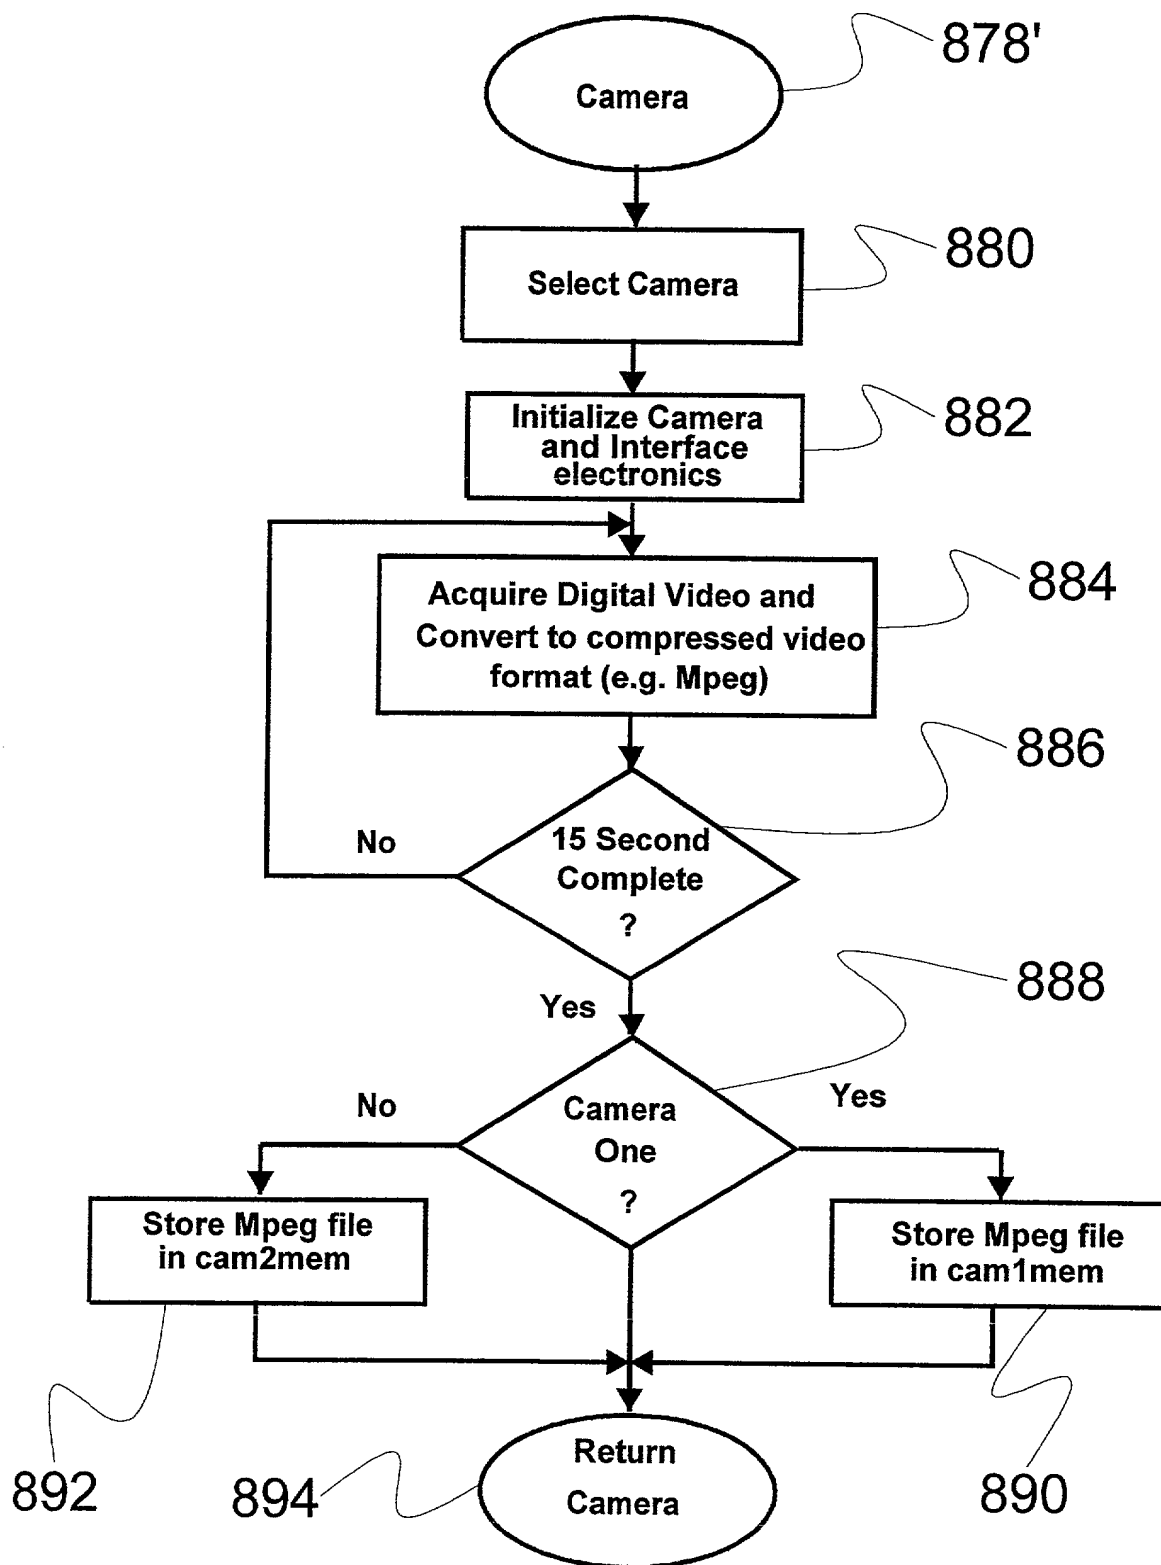 878'
Camera
880
Select Camera
882
Initialize Camera
and Interface
electronics
884
Acquire Digital Video and
Convert to compressed video
format (e.g. Mpeg)
886
15 Second
Complete
?
No
Yes
888
Camera
One
?
No
Yes
Store Mpeg file
in cam2mem
Store Mpeg file
in cam1mem
Return
Camera
892
894
890